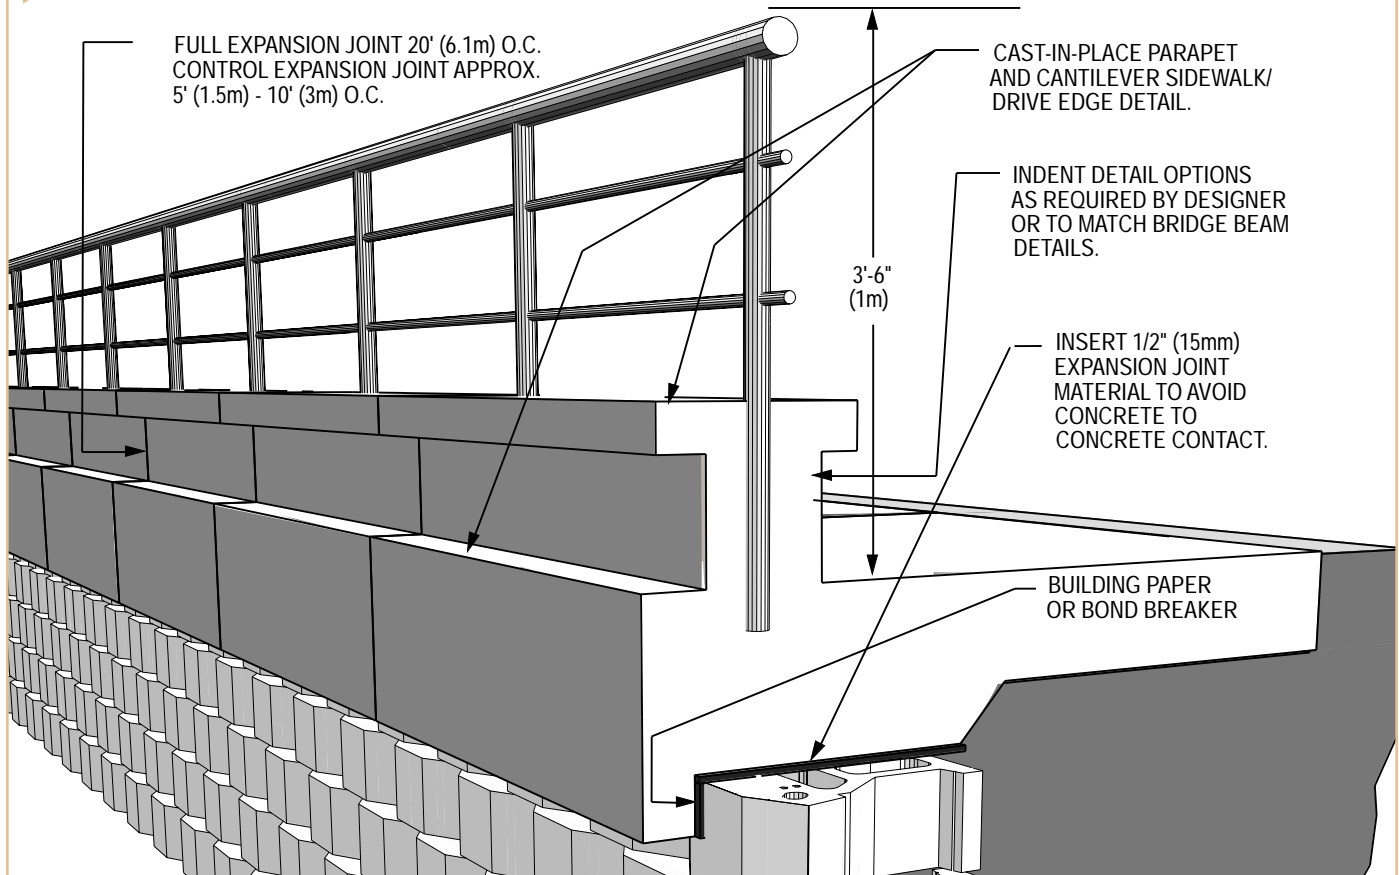 FULL EXPANSION JOINT 20' (6.1m) O.C.
CONTROL EXPANSION JOINT APPROX.
5' (1.5m) - 10' (3m) O.C.
CAST-IN-PLACE PARAPET
AND CANTILEVER SIDEWALK/
DRIVE EDGE DETAIL.
INDENT DETAIL OPTIONS
AS REQUIRED BY DESIGNER
OR TO MATCH BRIDGE BEAM
DETAILS.
3'-6"
(1m)
INSERT 1/2" (15mm)
EXPANSION JOINT
MATERIAL TO AVOID
CONCRETE TO
CONCRETE CONTACT.
BUILDING PAPER
OR BOND BREAKER